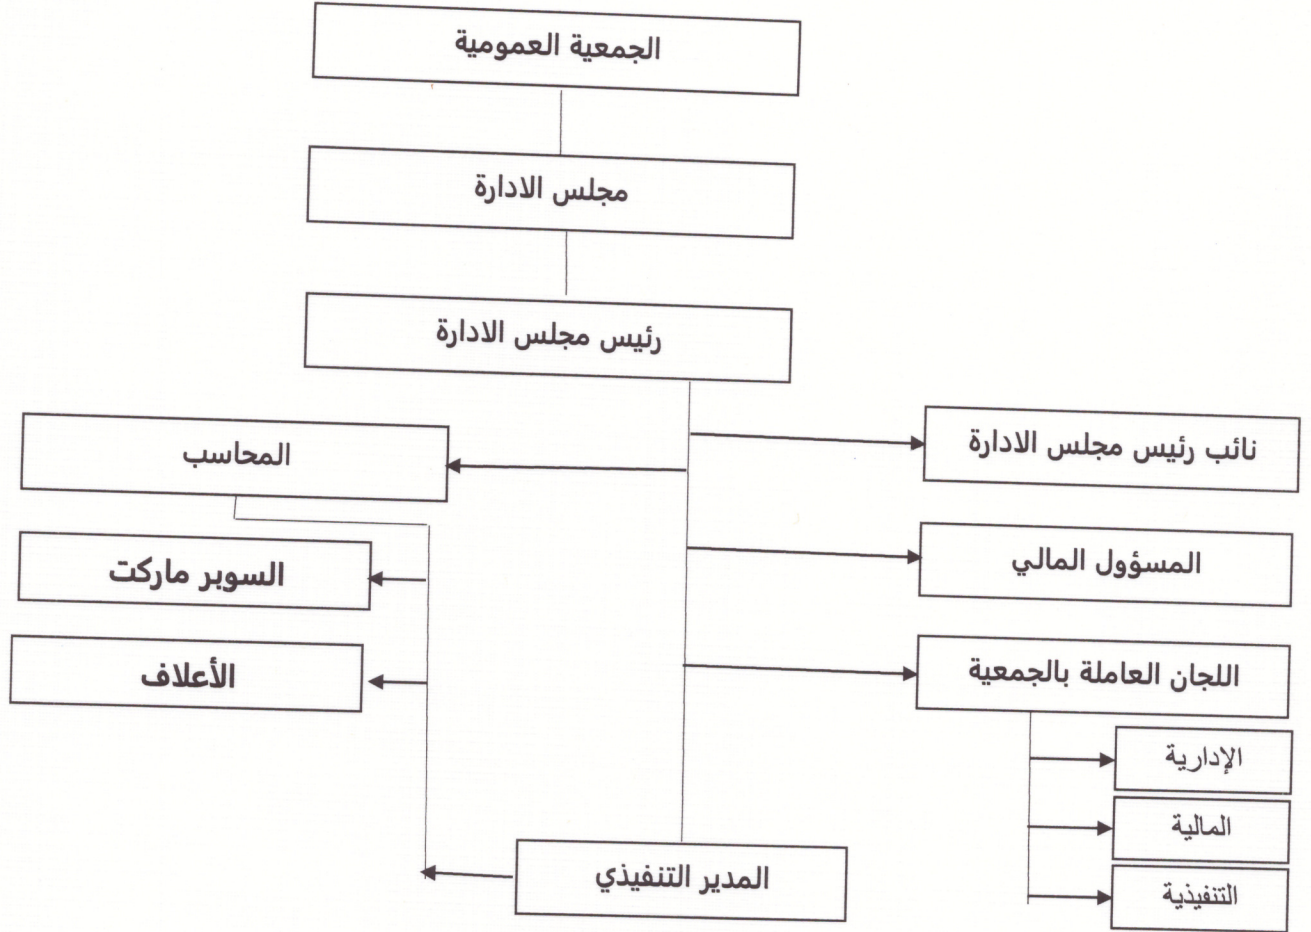 الجمعية العمومية
مجلس الادارة
رئيس مجلس الادارة
نائب رئيس مجلس الادارة
المحاسب
المسؤول المالي
السوبر ماركت
اللجان العاملة بالجمعية
الأعلاف
الإدارية
المالية
التنفيذية
المدير التنفيذي